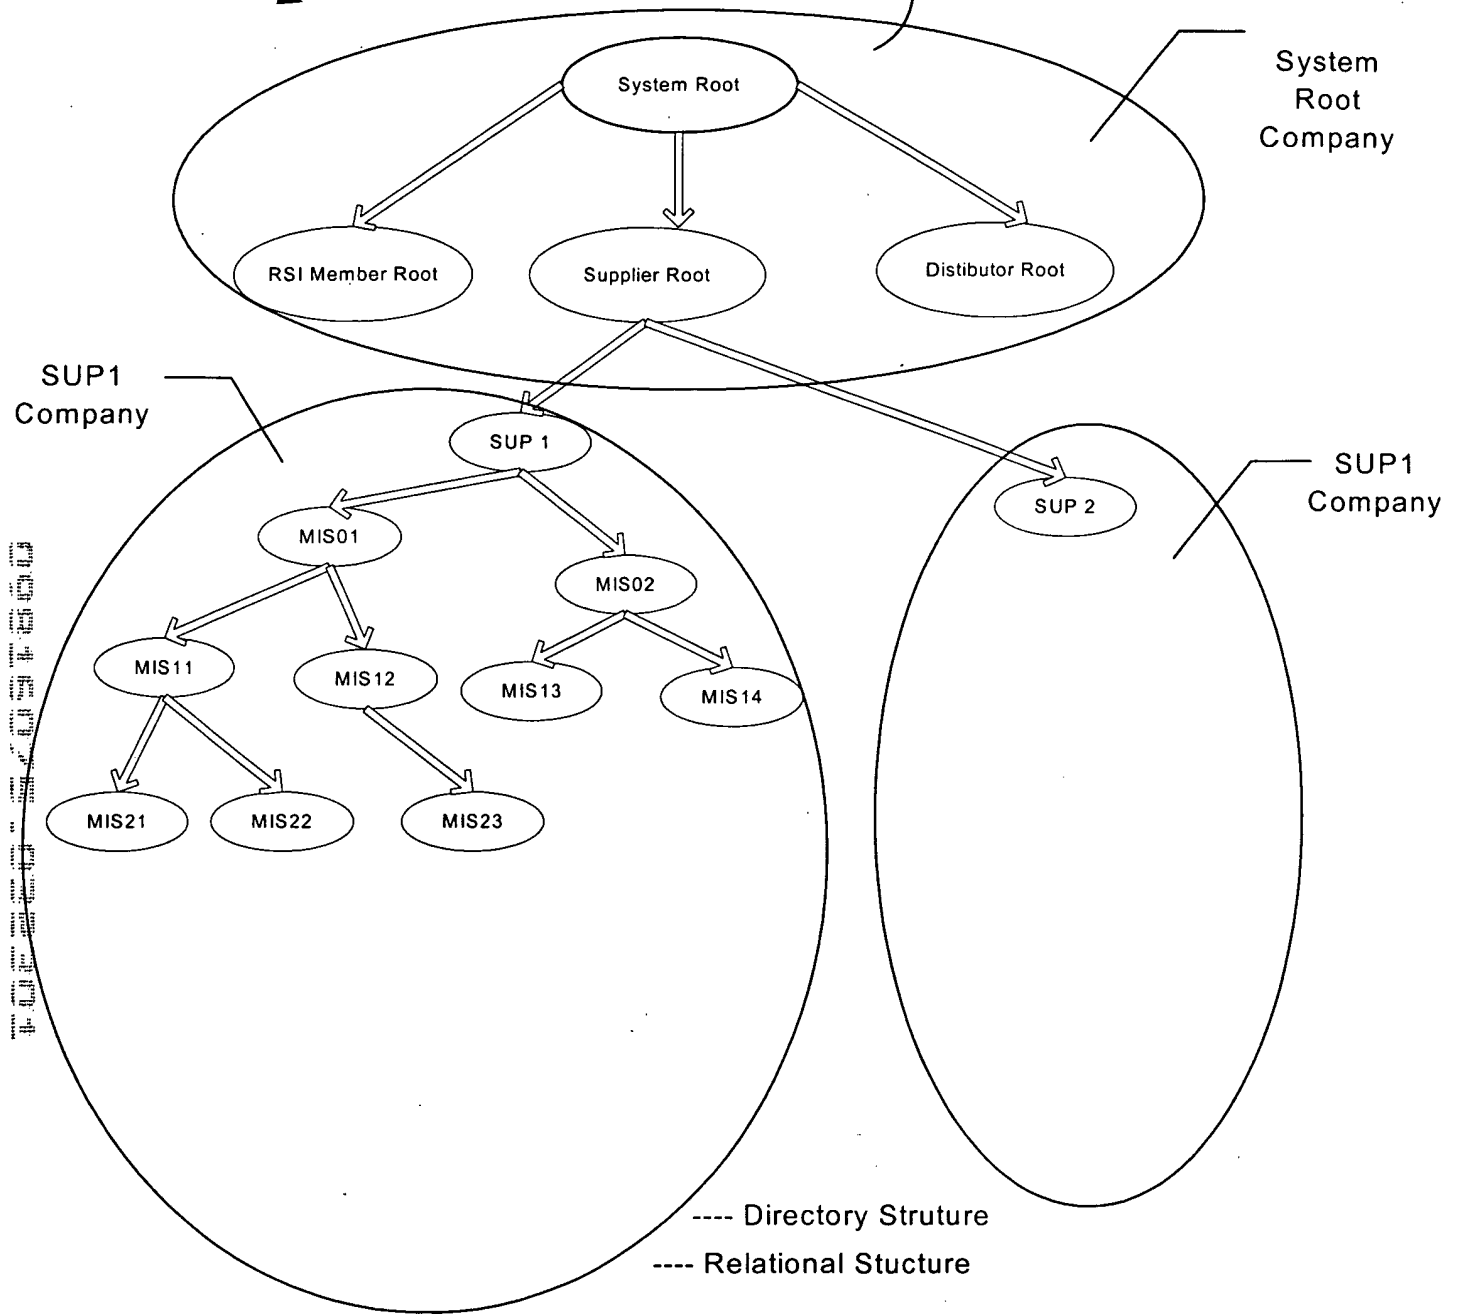 System Root
System
Root
Company
RSI Member Root
Supplier Root
Distibutor Root
SUP1
Company
SUP 1
SUP1
Company
SUP 2
MIS01
MIS02
MIS11
MIS12
MIS13
MIS14
MIS21
MIS22
MIS23
---- Directory Struture
---- Relational Stucture